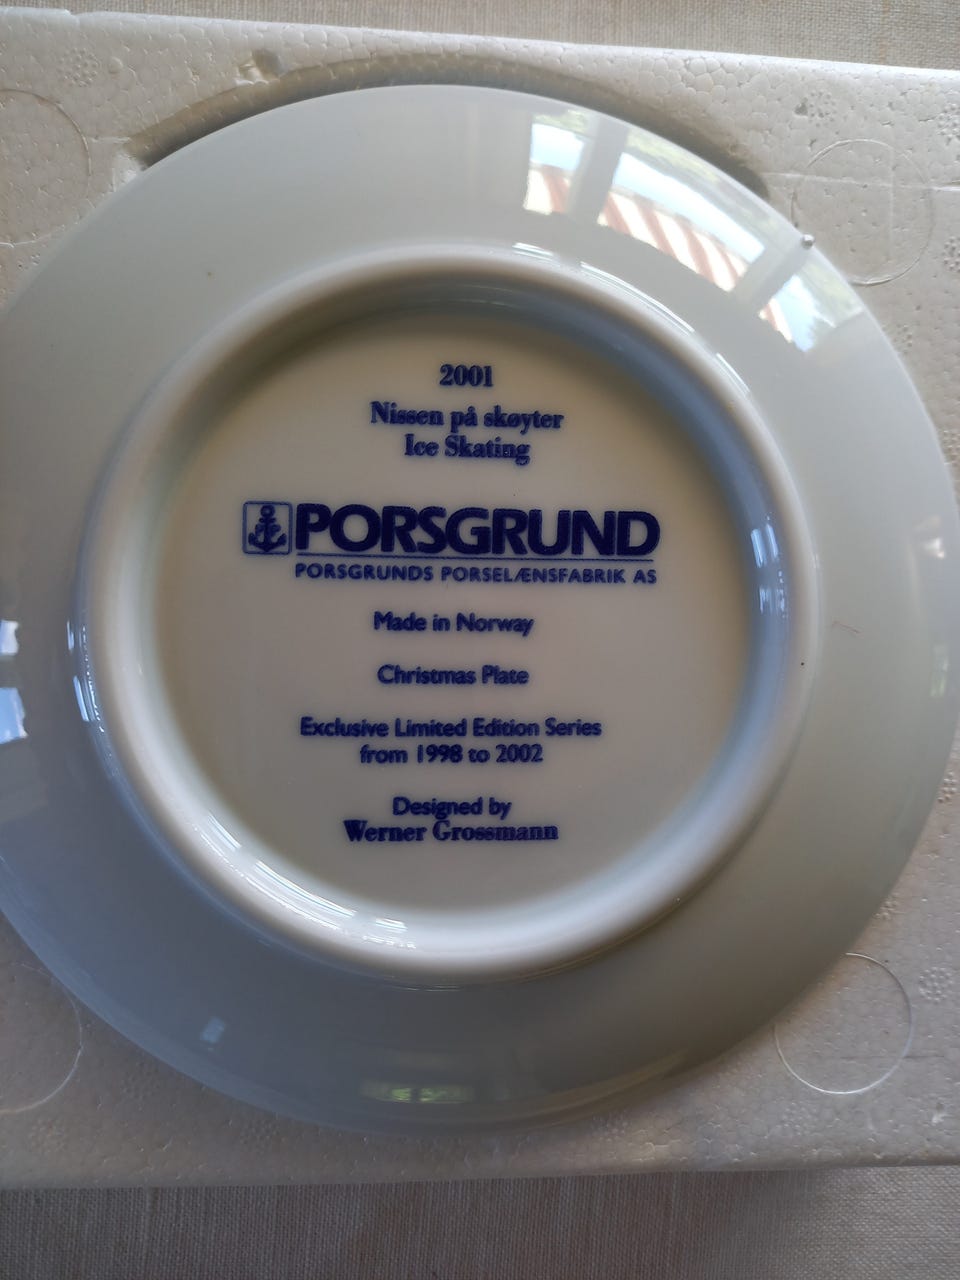 2001
Nissen på skøyter
Ice Skating
PORSGRUND
PORSGRUNDS PORSELÆNSFABRIK AS
Made in Norway
Christmas Plate
Exclusive Limited Edition Series
from 1998 to 2002
Designed by
Werner Grossmann